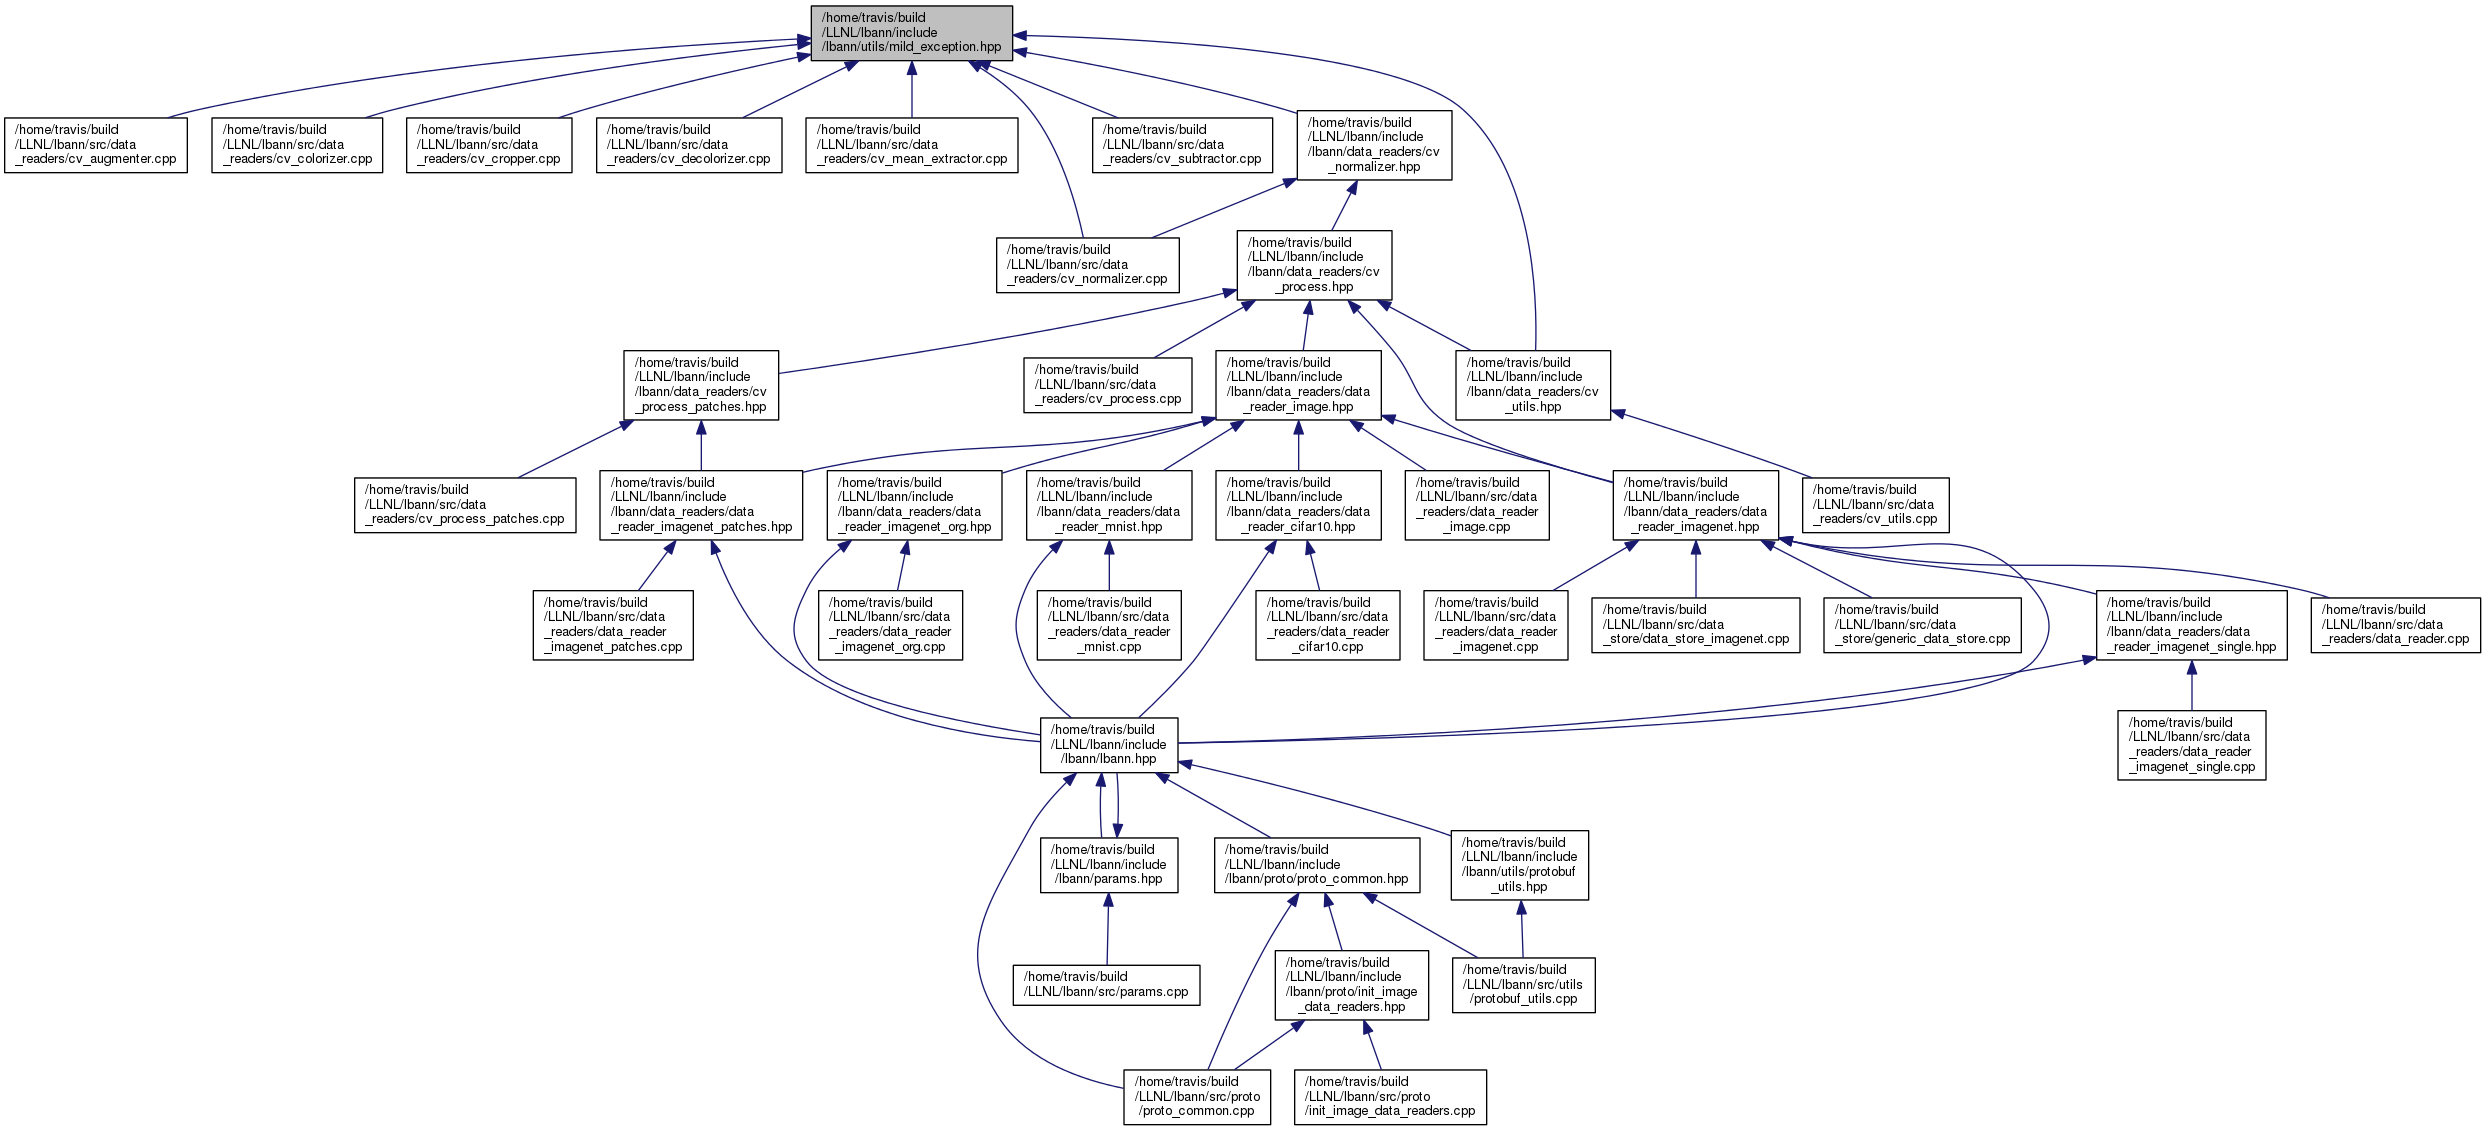 /home/travis/build
/LLNL/lbann/include
/lbann/utils/mild_exception.hpp
/home/travis/build
/LLNL/lbann/src/data
_readers/cv_augmenter.cpp
/home/travis/build
/LLNL/lbann/src/data
_readers/cv_colorizer.cpp
/home/travis/build
/LLNL/lbann/src/data
_readers/cv_cropper.cpp
/home/travis/build
/LLNL/lbann/src/data
_readers/cv_decolorizer.cpp
/home/travis/build
/LLNL/lbann/src/data
_readers/cv_mean_extractor.cpp
/home/travis/build
/LLNL/lbann/src/data
_readers/cv_subtractor.cpp
/home/travis/build
/LLNL/lbann/include
/lbann/data_readers/cv
_normalizer.hpp
/home/travis/build
/LLNL/lbann/src/data
_readers/cv_normalizer.cpp
/home/travis/build
/LLNL/lbann/include
/lbann/data_readers/cv
_process.hpp
/home/travis/build
/LLNL/lbann/include
/lbann/data_readers/cv
_process_patches.hpp
/home/travis/build
/LLNL/lbann/src/data
_readers/cv_process.cpp
/home/travis/build
/LLNL/lbann/include
/lbann/data_readers/data
_reader_image.hpp
/home/travis/build
/LLNL/lbann/include
/lbann/data_readers/cv
_utils.hpp
/home/travis/build
/LLNL/lbann/src/data
_readers/cv_process_patches.cpp
/home/travis/build
/LLNL/lbann/include
/lbann/data_readers/data
_reader_imagenet_patches.hpp
/home/travis/build
/LLNL/lbann/include
/lbann/data_readers/data
_reader_imagenet_org.hpp
/home/travis/build
/LLNL/lbann/include
/lbann/data_readers/data
_reader_mnist.hpp
/home/travis/build
/LLNL/lbann/include
/lbann/data_readers/data
_reader_cifar10.hpp
/home/travis/build
/LLNL/lbann/src/data
_readers/data_reader
_image.cpp
/home/travis/build
/LLNL/lbann/include
/lbann/data_readers/data
_reader_imagenet.hpp
/home/travis/build
/LLNL/lbann/src/data
_readers/cv_utils.cpp
/home/travis/build
/LLNL/lbann/src/data
_readers/data_reader
_imagenet_patches.cpp
/home/travis/build
/LLNL/lbann/src/data
_readers/data_reader
_imagenet_org.cpp
/home/travis/build
/LLNL/lbann/src/data
_readers/data_reader
_mnist.cpp
/home/travis/build
/LLNL/lbann/src/data
_readers/data_reader
_cifar10.cpp
/home/travis/build
/LLNL/lbann/src/data
_readers/data_reader
_imagenet.cpp
/home/travis/build
/LLNL/lbann/src/data
_store/data_store_imagenet.cpp
/home/travis/build
/LLNL/lbann/src/data
_store/generic_data_store.cpp
/home/travis/build
/LLNL/lbann/include
/lbann/data_readers/data
_reader_imagenet_single.hpp
/home/travis/build
/LLNL/lbann/src/data
_readers/data_reader.cpp
/home/travis/build
/LLNL/lbann/include
/lbann/lbann.hpp
/home/travis/build
/LLNL/lbann/src/data
_readers/data_reader
_imagenet_single.cpp
/home/travis/build
/LLNL/lbann/include
/lbann/params.hpp
/home/travis/build
/LLNL/lbann/include
/lbann/proto/proto_common.hpp
/home/travis/build
/LLNL/lbann/include
/lbann/utils/protobuf
_utils.hpp
/home/travis/build
/LLNL/lbann/src/params.cpp
/home/travis/build
/LLNL/lbann/include
/lbann/proto/init_image
_data_readers.hpp
/home/travis/build
/LLNL/lbann/src/utils
/protobuf_utils.cpp
/home/travis/build
/LLNL/lbann/src/proto
/proto_common.cpp
/home/travis/build
/LLNL/lbann/src/proto
/init_image_data_readers.cpp